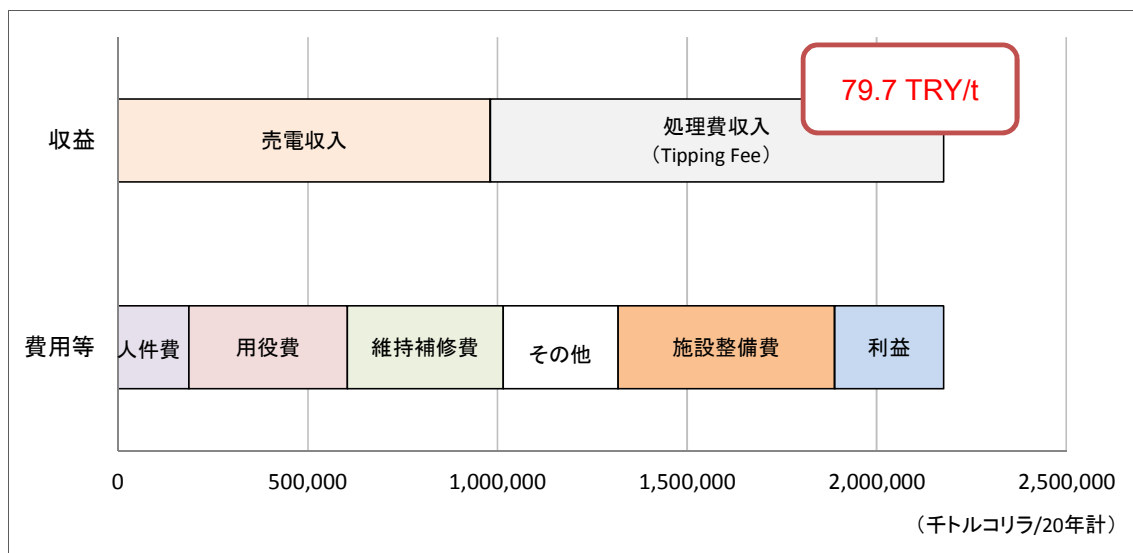 79.7 TRY/t
収益
売電収入
処理費収入
（Tipping Fee）
費用等
人件費
用役費
維持補修費
その他
施設整備費
利益
0
500,000
1,000,000
1,500,000
2,000,000
2,500,000
（千トルコリラ/20年計）